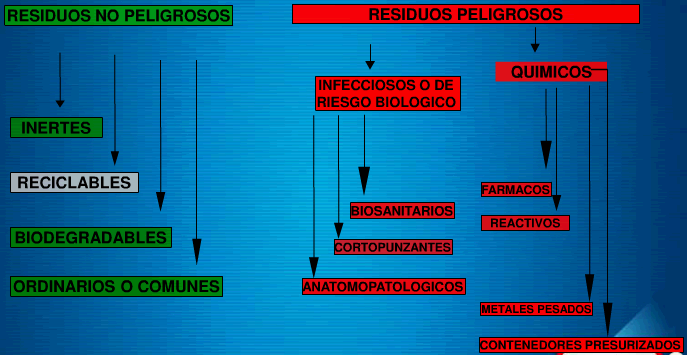 RESIDUOS NO PELIGROSOS
INERTES
RECICLABLES
BIODEGRADABLES
ORDINARIOS O COMUNES
RESIDUOS PELIGROSOS
INFECCIOSOS O DE
RIESGO BIOLOGICO
BIOSANITARIOS
CORTOPUNZANTES
ANATOMOPATOLOGICOS
QUIMICOS
FARMACOS
REACTIVOS
METALES PESADOS
CONTENEDORES PRESURIZADOS